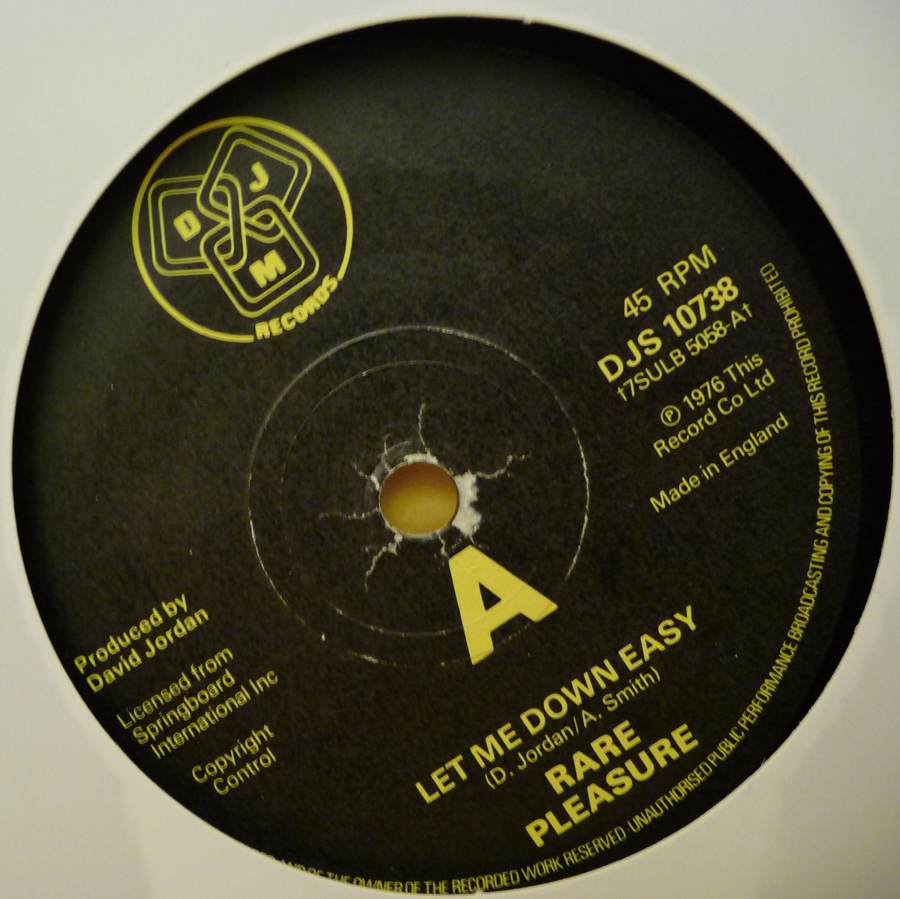 D
J
M
RECORDS
45 RPM
DJS 10738
†7SULB 5058-A†
℗ 1976 This
Record Co Ltd
Made in England
A
Produced by
David Jordan
Licensed from
Springboard
International Inc
Copyright
Control
LET ME DOWN EASY
(D. Jordan/A. Smith)
RARE
PLEASURE
AND OF THE OWNER OF THE RECORDED WORK RESERVED · UNAUTHORISED PUBLIC PERFORMANCE BROADCASTING AND COPYING OF THIS RECORD PROHIBITED